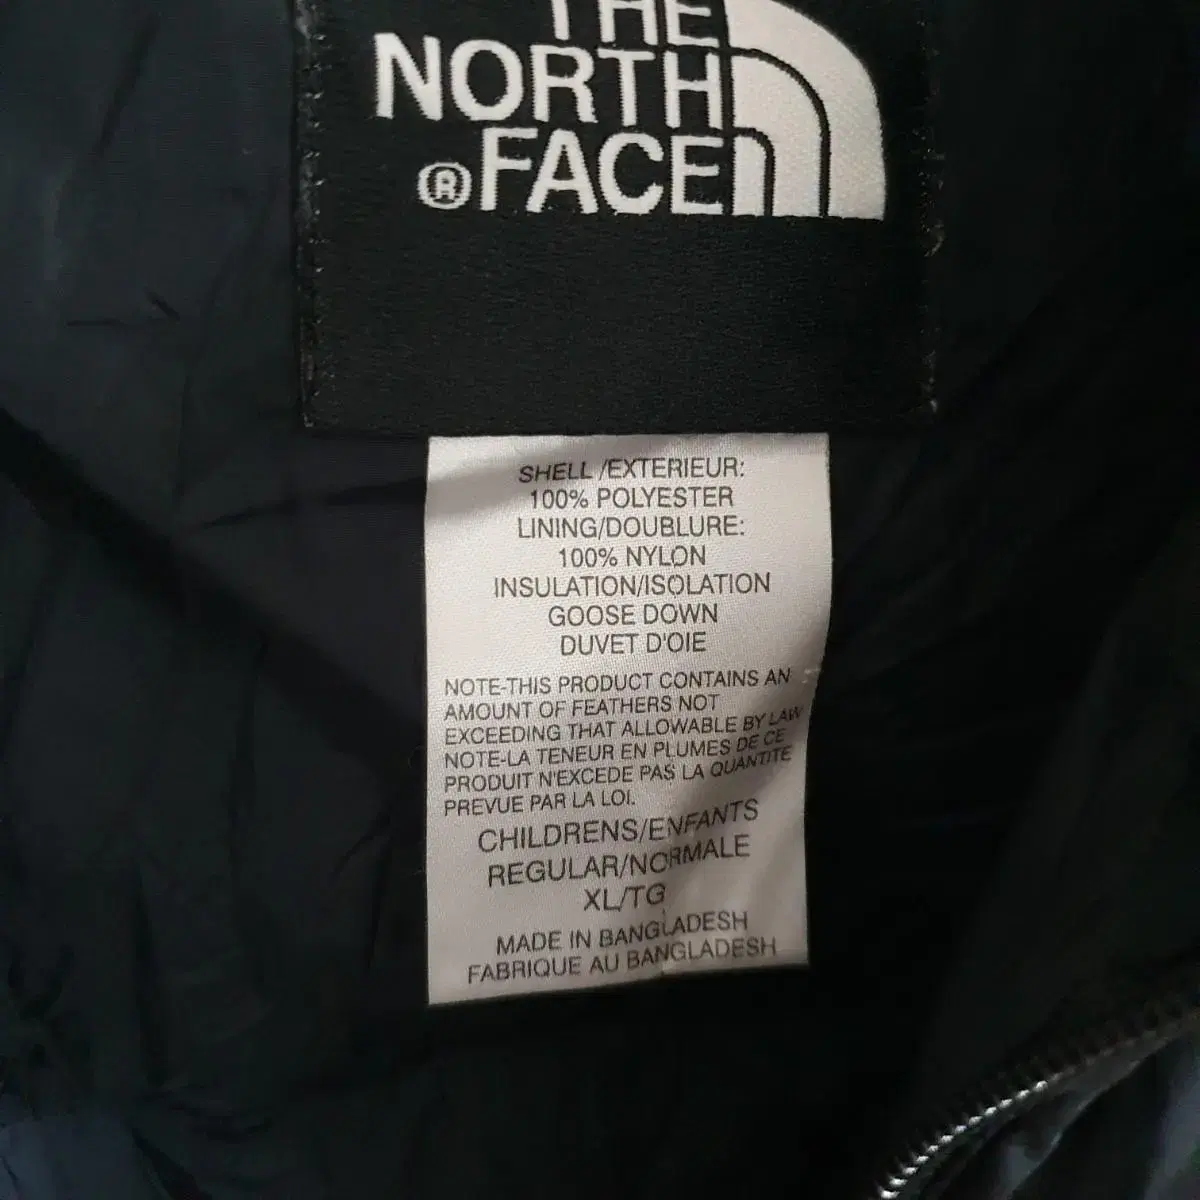 THE
NORTH
®FACE
SHELL /EXTERIEUR:
100% POLYESTER
LINING/DOUBLURE:
100% NYLON
INSULATION/ISOLATION
GOOSE DOWN
DUVET D'OIE
NOTE-THIS PRODUCT CONTAINS AN
AMOUNT OF FEATHERS NOT
EXCEEDING THAT ALLOWABLE BY LAW
NOTE-LA TENEUR EN PLUMES DE CE
PRODUIT N'EXCEDE PAS LA QUANTITE
PREVUE PAR LA LOI.
CHILDRENS/ENFANTS
REGULAR/NORMALE
XL/TG
MADE IN BANGLADESH
FABRIQUE AU BANGLADESH